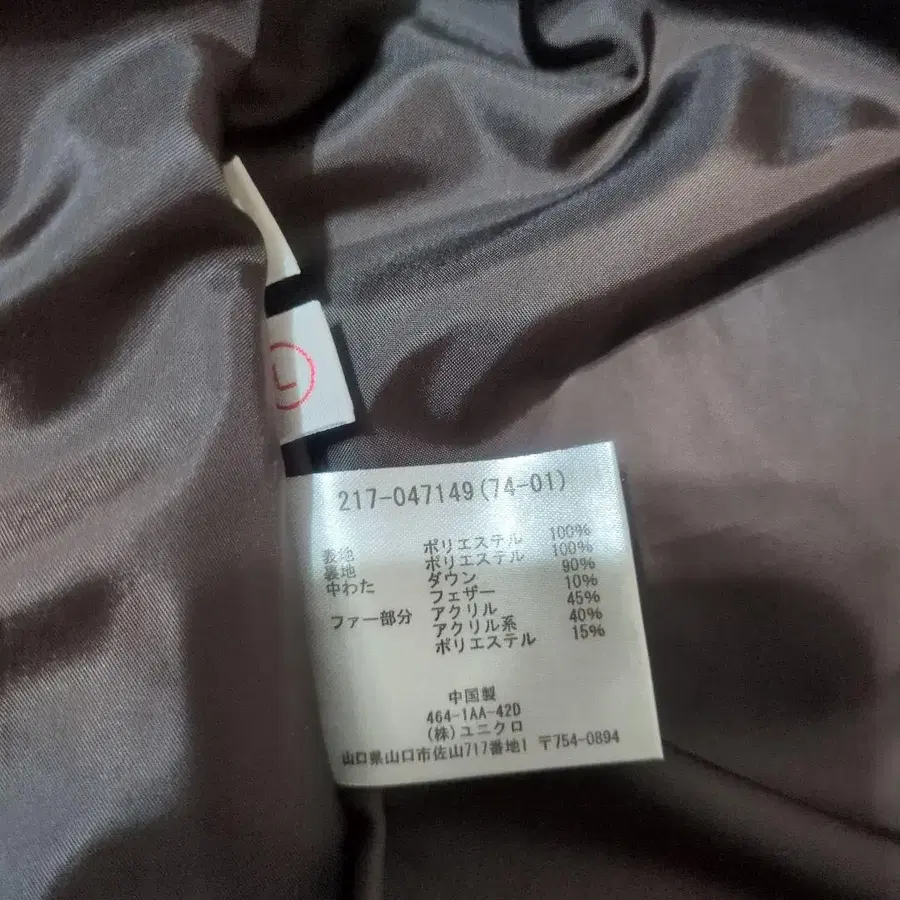 L
217-047149(74-01)
表地 ポリエステル 100%
裏地 ポリエステル 100%
中わた ダウン 90%
フェザー 10%
ファー部分 アクリル 45%
アクリル系 40%
ポリエステル 15%
中国製
464-1AA-42D
(株)ユニクロ
山口県山口市佐山717番地1 〒754-0894